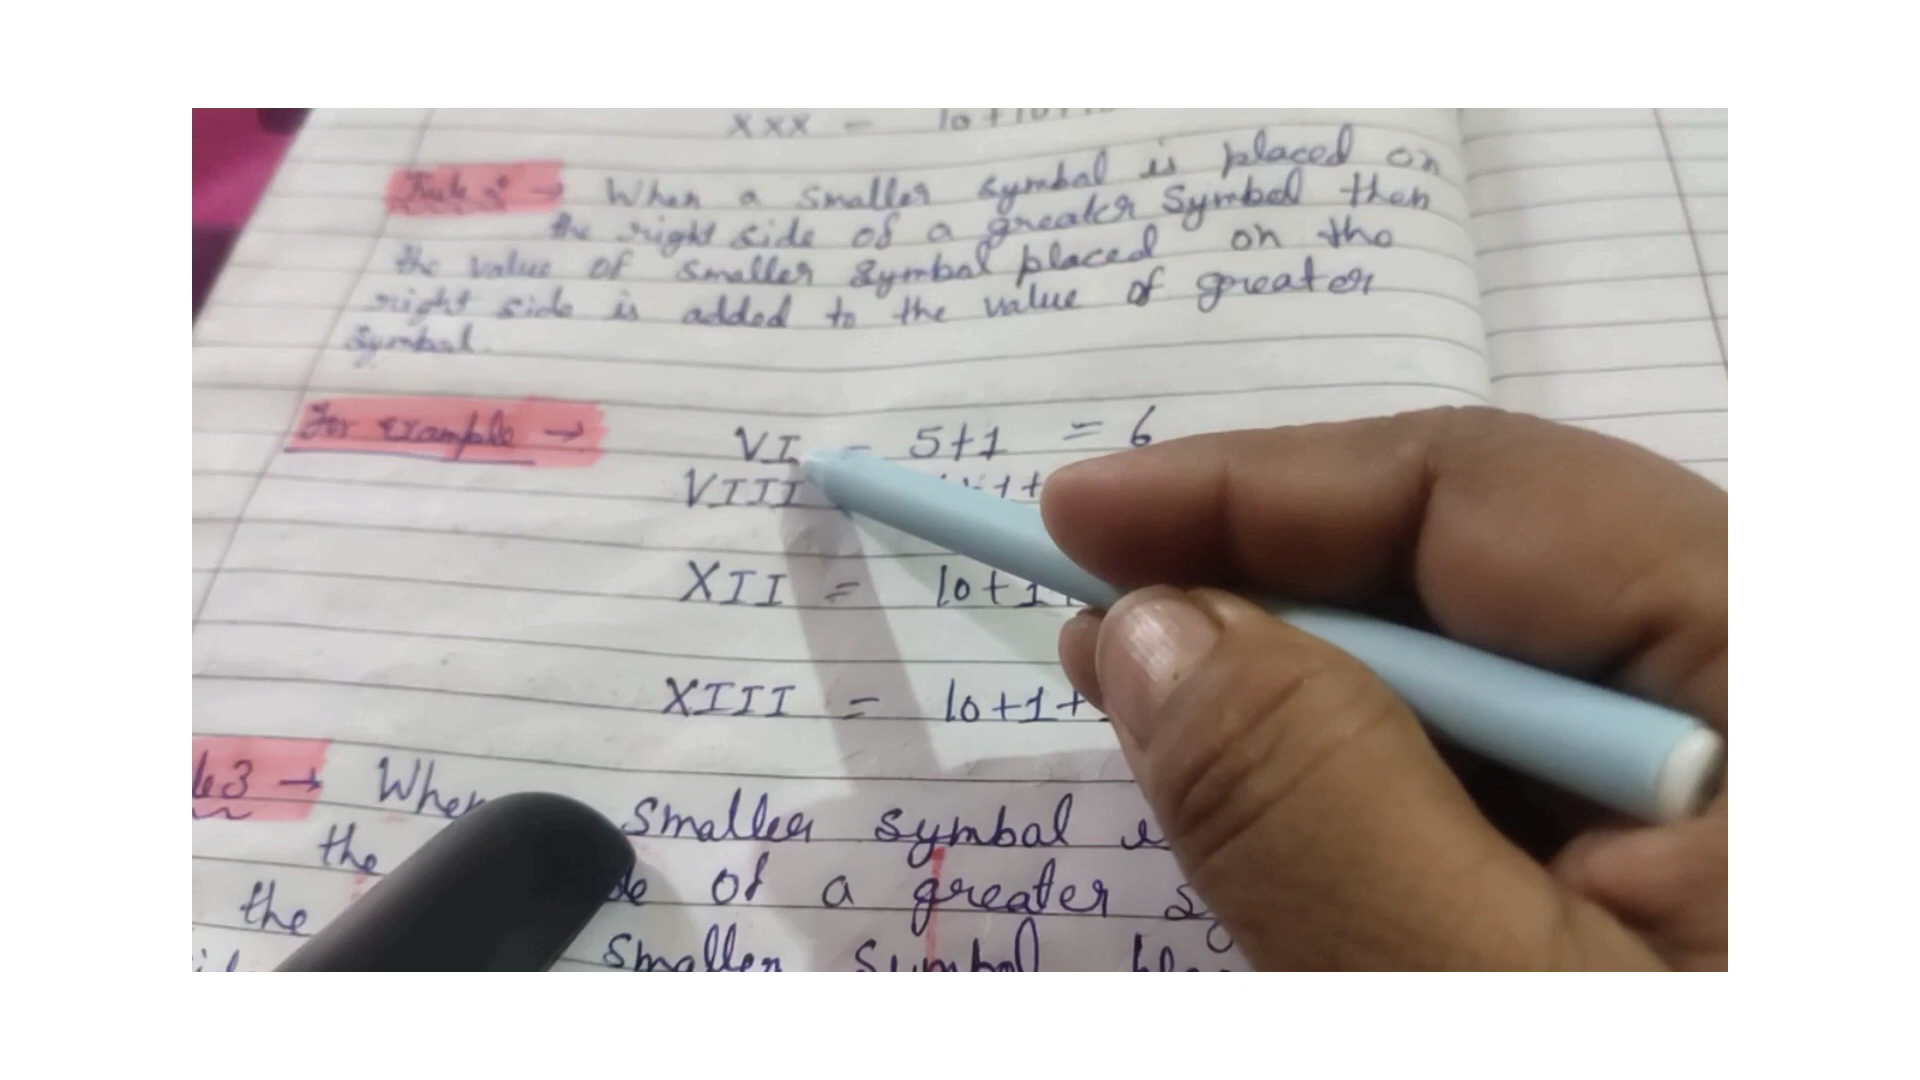 XXX - 10+10+
Rule 2 → When a smaller symbol is placed on
the right side of a greater Symbol then
the value of smaller symbol placed on the
right side is added to the value of greater
symbol.
For example → VI - 5+1 = 6
VIII 1+
XII = 10+1+
XIII = 10+1+
3 → When smaller symbol
the of a greater
the smaller symbol